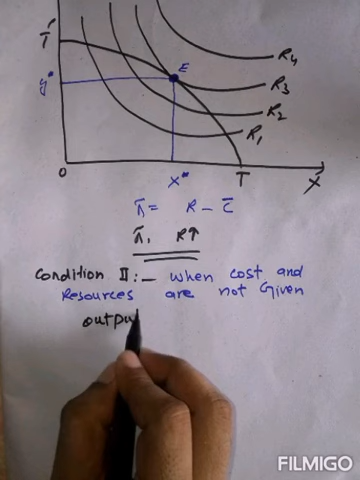 T'
E
R4
y*
R3
R2
R1
O
X*
T
X
π̄ = R - C̄
π̄, R↑
Condition II:- when cost and
Resources are not Given
outpu
FILMIGO